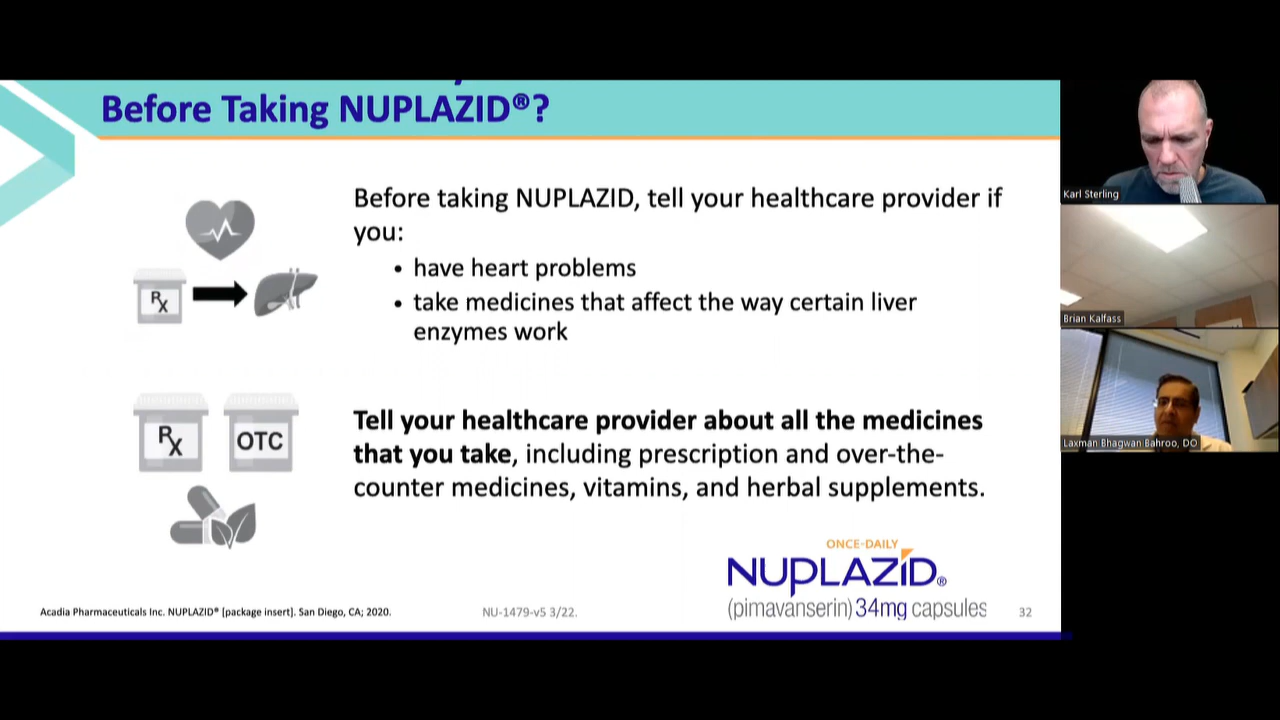 Before Taking NUPLAZID®?
Before taking NUPLAZID, tell your healthcare provider if
you:
• have heart problems
• take medicines that affect the way certain liver
enzymes work
Rx
Rx
OTC
Tell your healthcare provider about all the medicines
that you take, including prescription and over-the-
counter medicines, vitamins, and herbal supplements.
ONCE-DAILY
NUPLAZID®
(pimavanserin) 34mg capsules
Acadia Pharmaceuticals Inc. NUPLAZID® [package insert]. San Diego, CA; 2020.
NU-1479-v5 3/22.
32
Karl Sterling
Brian Kalfass
Laxman Bhagwan Bahroo, DO